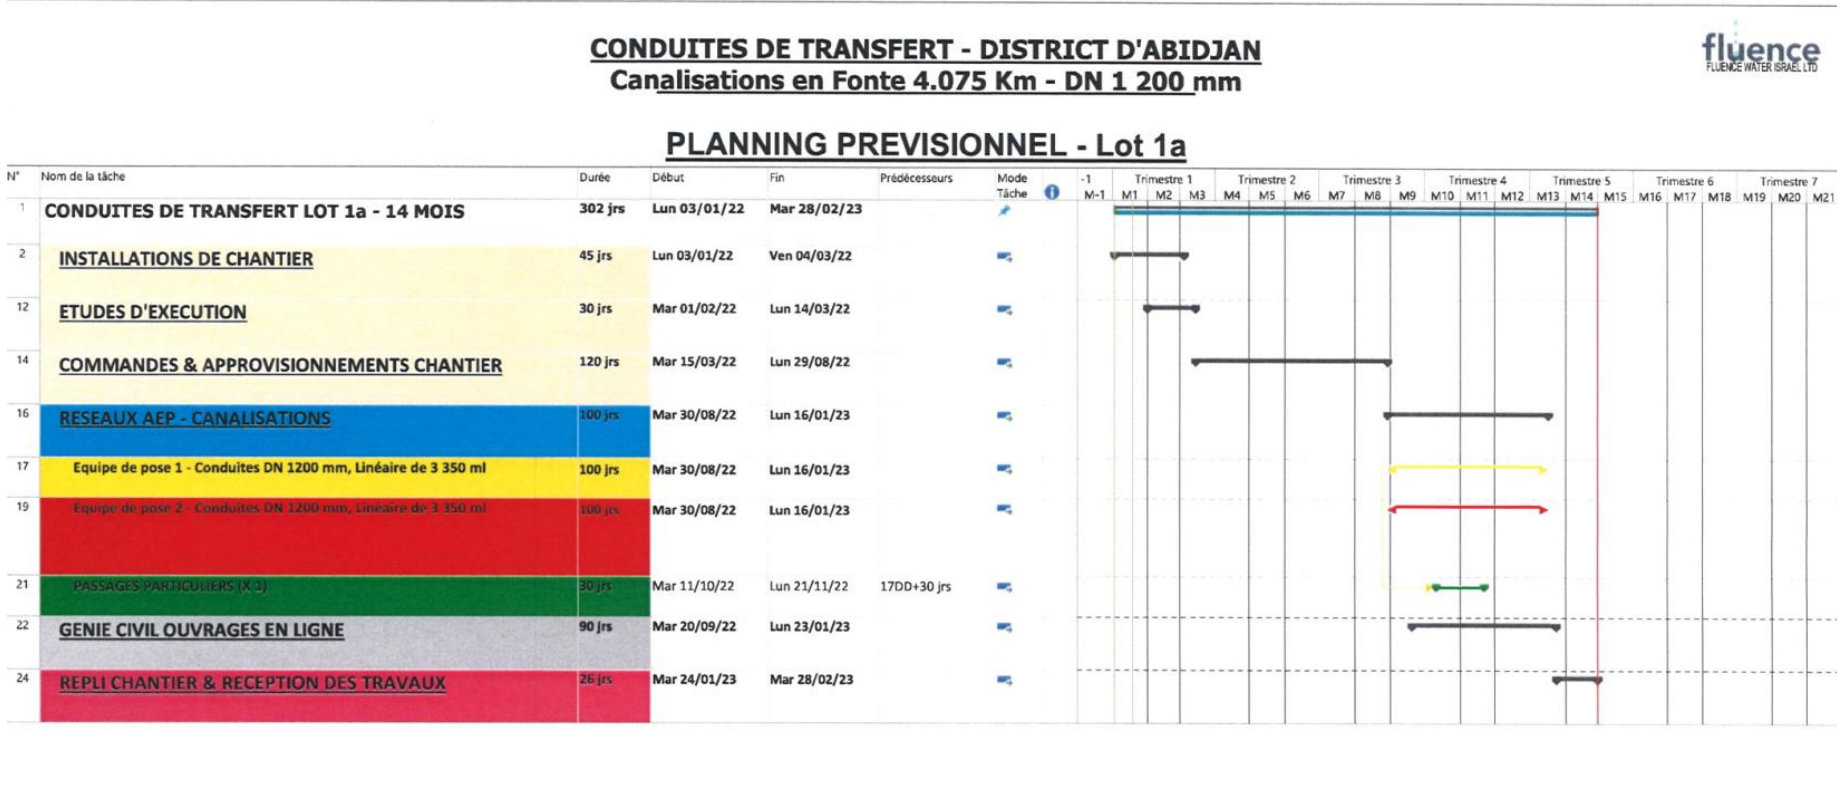 CONDUITES DE TRANSFERT - DISTRICT D'ABIDJAN
Canalisations en Fonte 4.075 Km - DN 1 200 mm
fluence
FLUENCE WATER ISRAEL LTD
PLANNING PREVISIONNEL - Lot 1a
N° Nom de la tâche Durée Début Fin Prédécesseurs Mode Tâche -1 Trimestre 1 Trimestre 2 Trimestre 3 Trimestre 4 Trimestre 5 Trimestre 6 Trimestre 7
M-1 M1 M2 M3 M4 M5 M6 M7 M8 M9 M10 M11 M12 M13 M14 M15 M16 M17 M18 M19 M20 M21
1 CONDUITES DE TRANSFERT LOT 1a - 14 MOIS 302 jrs Lun 03/01/22 Mar 28/02/23
2 INSTALLATIONS DE CHANTIER 45 jrs Lun 03/01/22 Ven 04/03/22
12 ETUDES D'EXECUTION 30 jrs Mar 01/02/22 Lun 14/03/22
14 COMMANDES & APPROVISIONNEMENTS CHANTIER 120 jrs Mar 15/03/22 Lun 29/08/22
16 RESEAUX AEP - CANALISATIONS 100 jrs Mar 30/08/22 Lun 16/01/23
17 Equipe de pose 1 - Conduites DN 1200 mm, Linéaire de 3 350 ml 100 jrs Mar 30/08/22 Lun 16/01/23
19 Equipe de pose 2 - Conduites DN 1200 mm, Linéaire de 3 350 ml 100 jrs Mar 30/08/22 Lun 16/01/23
21 PASSAGES PARTICULIERS (X 1) 30 jrs Mar 11/10/22 Lun 21/11/22 17DD+30 jrs
22 GENIE CIVIL OUVRAGES EN LIGNE 90 jrs Mar 20/09/22 Lun 23/01/23
24 REPLI CHANTIER & RECEPTION DES TRAVAUX 26 jrs Mar 24/01/23 Mar 28/02/23